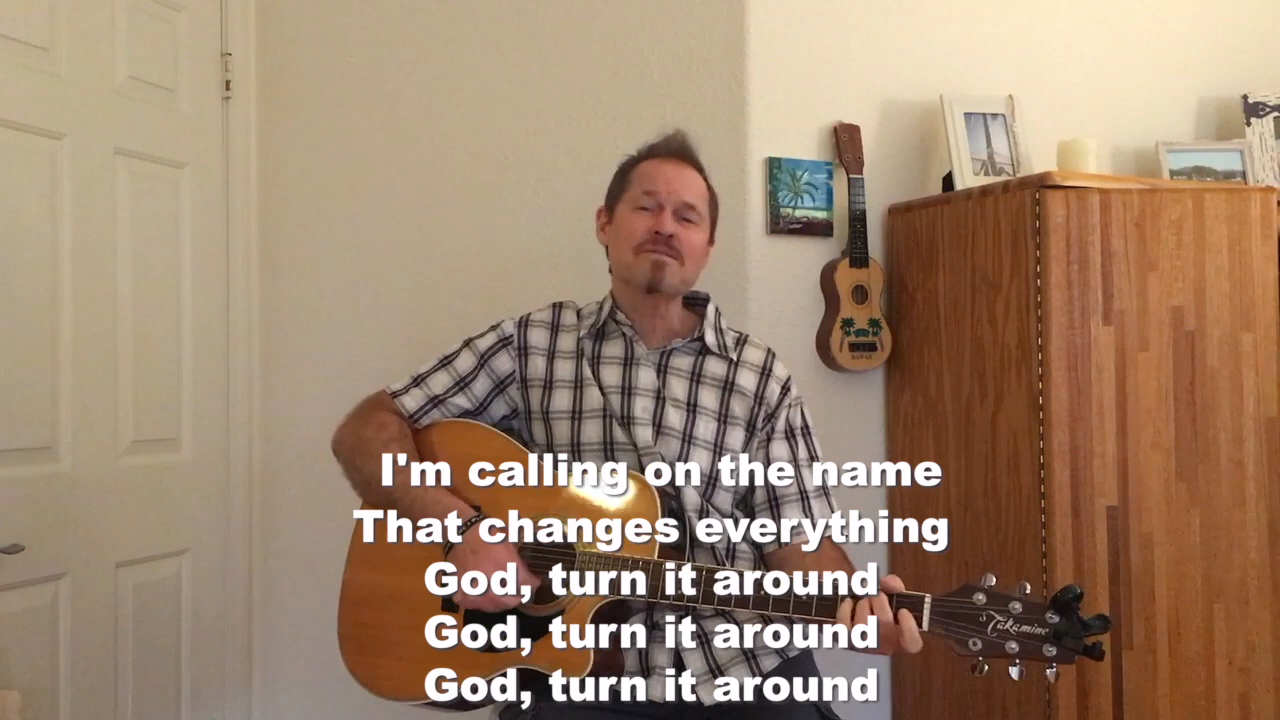 HAWAII
I'm calling on the name
That changes everything
God, turn it around
Takamine
God, turn it around
God, turn it around